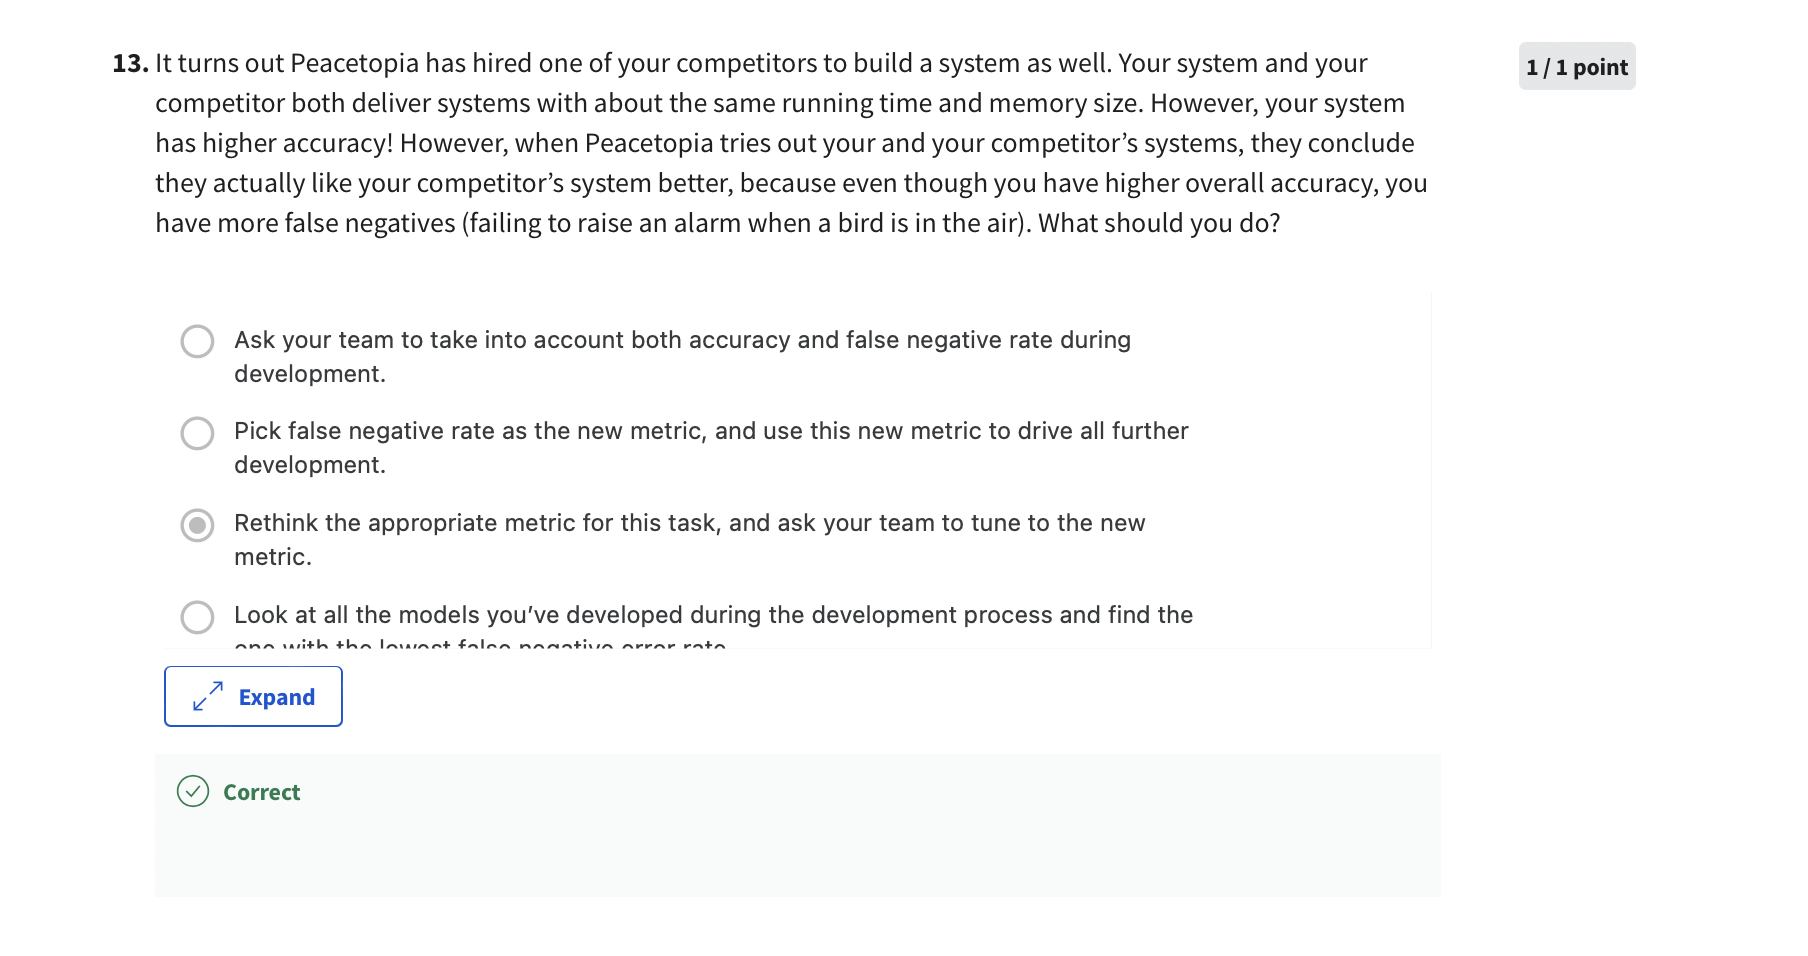 13. It turns out Peacetopia has hired one of your competitors to build a system as well. Your system and your
1 / 1 point
competitor both deliver systems with about the same running time and memory size. However, your system
has higher accuracy! However, when Peacetopia tries out your and your competitor’s systems, they conclude
they actually like your competitor’s system better, because even though you have higher overall accuracy, you
have more false negatives (failing to raise an alarm when a bird is in the air). What should you do?
Ask your team to take into account both accuracy and false negative rate during
development.
Pick false negative rate as the new metric, and use this new metric to drive all further
development.
Rethink the appropriate metric for this task, and ask your team to tune to the new
metric.
Look at all the models you’ve developed during the development process and find the
one with the lowest false negative error rate.
Expand
Correct